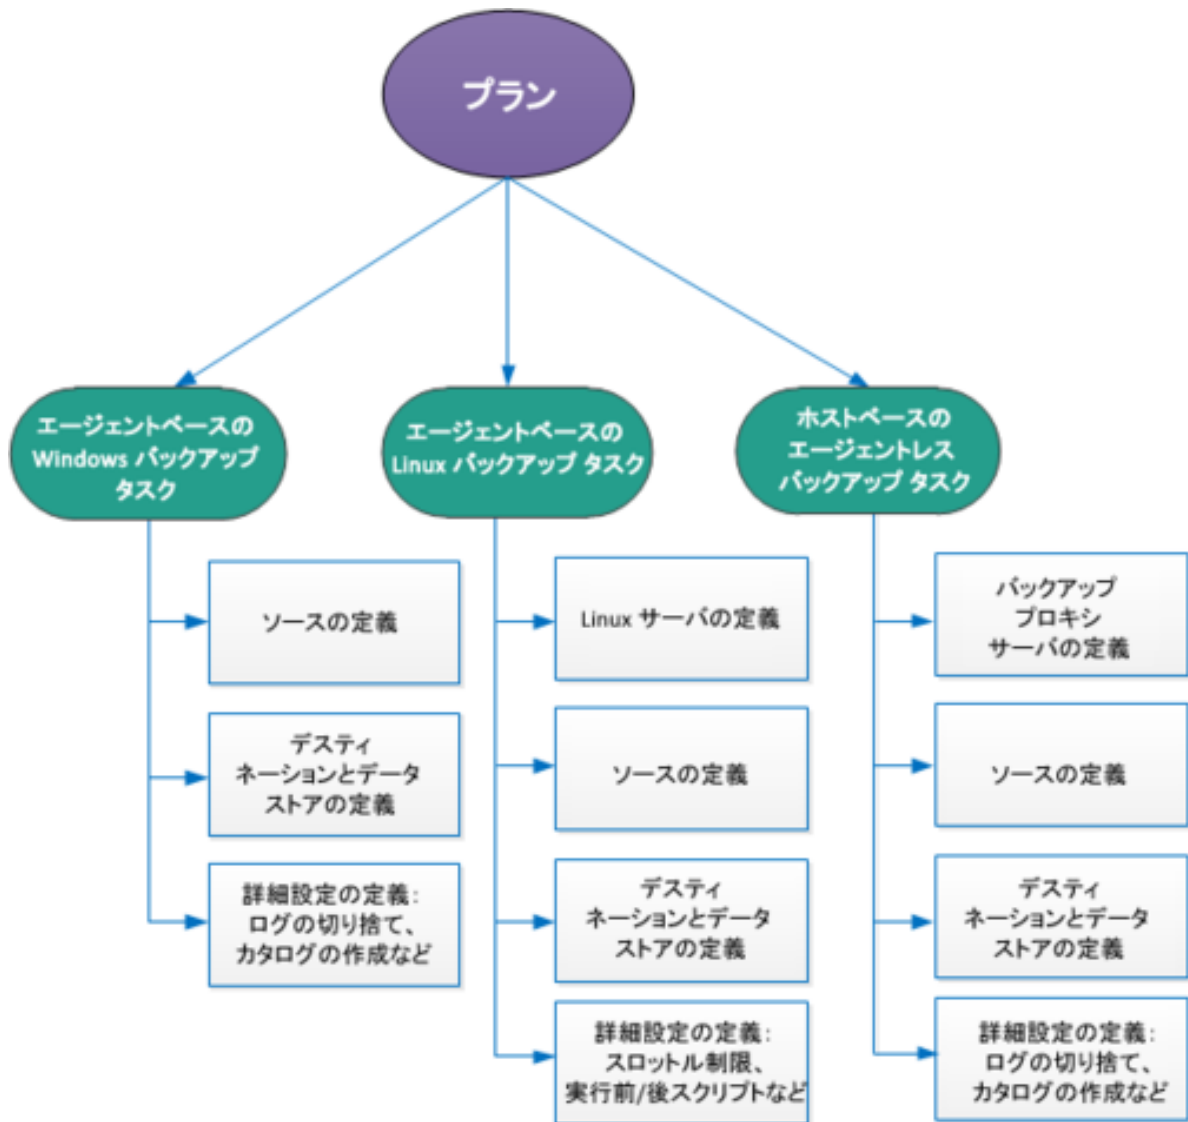 プラン
エージェントベースの
Windows バックアップ
タスク
ソースの定義
デスティ
ネーションとデータ
ストアの定義
詳細設定の定義:
ログの切り捨て、
カタログの作成など
エージェントベースの
Linux バックアップ タスク
Linux サーバの定義
ソースの定義
デスティ
ネーションとデータ
ストアの定義
詳細設定の定義:
スロットル制限、
実行前/後スクリプトなど
ホストベースの
エージェントレス
バックアップ タスク
バックアップ
プロキシ
サーバの定義
ソースの定義
デスティ
ネーションとデータ
ストアの定義
詳細設定の定義:
ログの切り捨て、
カタログの作成など